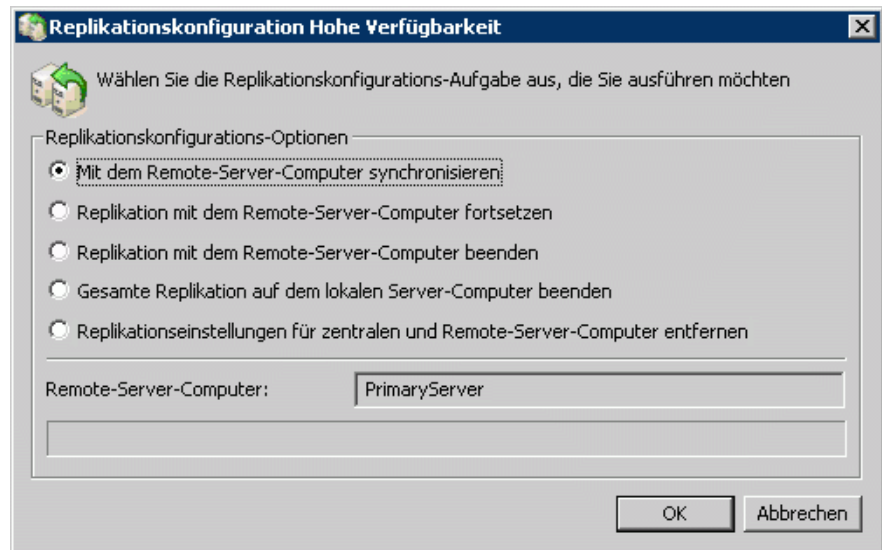 Replikationskonfiguration Hohe Verfügbarkeit
Wählen Sie die Replikationskonfigurations-Aufgabe aus, die Sie ausführen möchten
Replikationskonfigurations-Optionen
Mit dem Remote-Server-Computer synchronisieren
Replikation mit dem Remote-Server-Computer fortsetzen
Replikation mit dem Remote-Server-Computer beenden
Gesamte Replikation auf dem lokalen Server-Computer beenden
Replikationseinstellungen für zentralen und Remote-Server-Computer entfernen
Remote-Server-Computer: PrimaryServer
OK Abbrechen